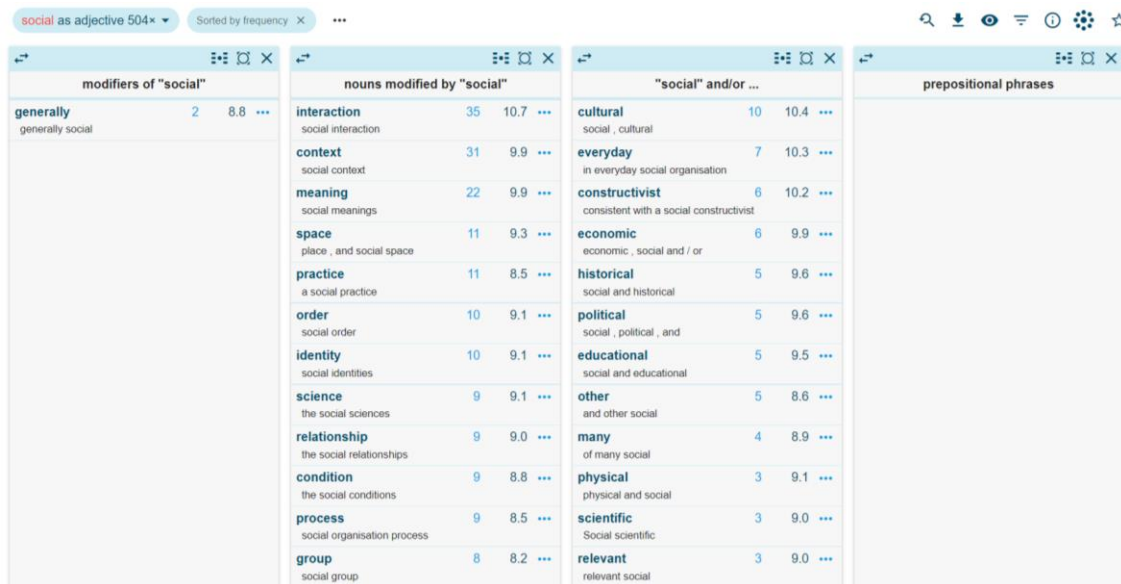 social as adjective 504× Sorted by frequency ×
modifiers of "social"
generally 2 8.8
generally social
nouns modified by "social"
interaction 35 10.7
social interaction
context 31 9.9
social context
meaning 22 9.9
social meanings
space 11 9.3
place , and social space
practice 11 8.5
a social practice
order 10 9.1
social order
identity 10 9.1
social identities
science 9 9.1
the social sciences
relationship 9 9.0
the social relationships
condition 9 8.8
the social conditions
process 9 8.5
social organisation process
group 8 8.2
social group
"social" and/or ...
cultural 10 10.4
social , cultural
everyday 7 10.3
in everyday social organisation
constructivist 6 10.2
consistent with a social constructivist
economic 6 9.9
economic , social and / or
historical 5 9.6
social and historical
political 5 9.6
social , political , and
educational 5 9.5
social and educational
other 5 8.6
and other social
many 4 8.9
of many social
physical 3 9.1
physical and social
scientific 3 9.0
Social scientific
relevant 3 9.0
relevant social
prepositional phrases